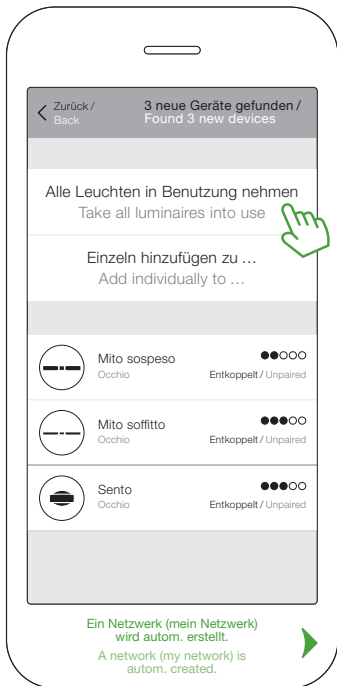 Zurück / 3 neue Geräte gefunden /
Back Found 3 new devices
Alle Leuchten in Benutzung nehmen
Take all luminaires into use
Einzeln hinzufügen zu ...
Add individually to ...
Mito sospeso
Occhio Entkoppelt / Unpaired
Mito soffitto
Occhio Entkoppelt / Unpaired
Sento
Occhio Entkoppelt / Unpaired
Ein Netzwerk (mein Netzwerk)
wird autom. erstellt.
A network (my network) is
autom. created.